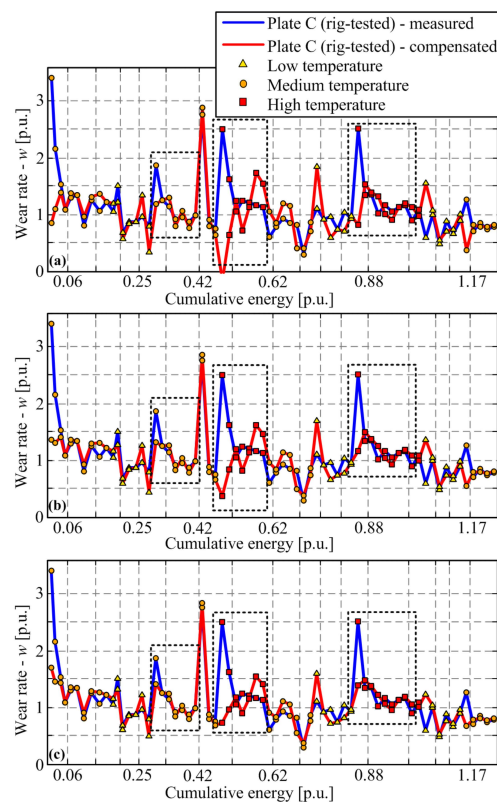 Plate C (rig-tested) - measured
Plate C (rig-tested) - compensated
Low temperature
Medium temperature
High temperature
Wear rate - w [p.u.]
3
2
1
0
(a)
0.06 0.25 0.42 0.62 0.88 1.17
Cumulative energy [p.u.]
Wear rate - w [p.u.]
3
2
1
0
(b)
0.06 0.25 0.42 0.62 0.88 1.17
Cumulative energy [p.u.]
Wear rate - w [p.u.]
3
2
1
0
(c)
0.06 0.25 0.42 0.62 0.88 1.17
Cumulative energy [p.u.]